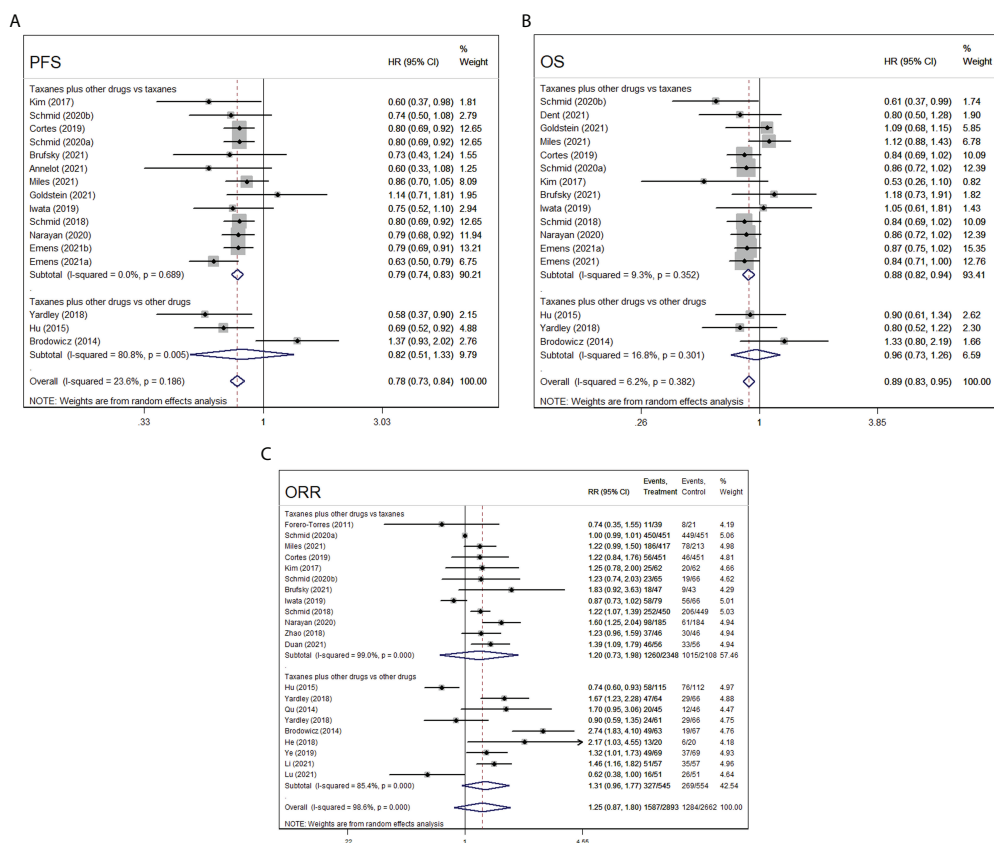 A
PFS
HR (95% CI)
%
Weight
Taxanes plus other drugs vs taxanes
Kim (2017) 0.60 (0.37, 0.98) 1.81
Schmid (2020b) 0.74 (0.50, 1.08) 2.79
Cortes (2019) 0.80 (0.69, 0.92) 12.65
Schmid (2020a) 0.80 (0.69, 0.92) 12.65
Brufsky (2021) 0.73 (0.43, 1.24) 1.55
Annelot (2021) 0.60 (0.33, 1.08) 1.25
Miles (2021) 0.86 (0.70, 1.05) 8.09
Goldstein (2021) 1.14 (0.71, 1.81) 1.95
Iwata (2019) 0.75 (0.52, 1.10) 2.94
Schmid (2018) 0.80 (0.69, 0.92) 12.65
Narayan (2020) 0.79 (0.68, 0.92) 11.94
Emens (2021b) 0.79 (0.69, 0.91) 13.21
Emens (2021a) 0.63 (0.50, 0.79) 6.75
Subtotal (I-squared = 0.0%, p = 0.689) 0.79 (0.74, 0.83) 90.21
.
Taxanes plus other drugs vs other drugs
Yardley (2018) 0.58 (0.37, 0.90) 2.15
Hu (2015) 0.69 (0.52, 0.92) 4.88
Brodowicz (2014) 1.37 (0.93, 2.02) 2.76
Subtotal (I-squared = 80.8%, p = 0.005) 0.82 (0.51, 1.33) 9.79
.
Overall (I-squared = 23.6%, p = 0.186) 0.78 (0.73, 0.84) 100.00
NOTE: Weights are from random effects analysis
.33 1 3.03
B
OS
HR (95% CI)
%
Weight
Taxanes plus other drugs vs taxanes
Schmid (2020b) 0.61 (0.37, 0.99) 1.74
Dent (2021) 0.80 (0.50, 1.28) 1.90
Goldstein (2021) 1.09 (0.68, 1.15) 5.85
Miles (2021) 1.12 (0.88, 1.43) 6.78
Cortes (2019) 0.84 (0.69, 1.02) 10.09
Schmid (2020a) 0.86 (0.72, 1.02) 12.39
Kim (2017) 0.53 (0.26, 1.10) 0.82
Brufsky (2021) 1.18 (0.73, 1.91) 1.82
Iwata (2019) 1.05 (0.61, 1.81) 1.43
Schmid (2018) 0.84 (0.69, 1.02) 10.09
Narayan (2020) 0.86 (0.72, 1.02) 12.39
Emens (2021a) 0.87 (0.75, 1.02) 15.35
Emens (2021) 0.84 (0.71, 1.00) 12.76
Subtotal (I-squared = 9.3%, p = 0.352) 0.88 (0.82, 0.94) 93.41
.
Taxanes plus other drugs vs other drugs
Hu (2015) 0.90 (0.61, 1.34) 2.62
Yardley (2018) 0.80 (0.52, 1.22) 2.30
Brodowicz (2014) 1.33 (0.80, 2.19) 1.66
Subtotal (I-squared = 16.8%, p = 0.301) 0.96 (0.73, 1.26) 6.59
.
Overall (I-squared = 6.2%, p = 0.382) 0.89 (0.83, 0.95) 100.00
NOTE: Weights are from random effects analysis
.26 1 3.85
C
ORR
RR (95% CI)
Events, Treatment
Events, Control
% Weight
Taxanes plus other drugs vs taxanes
Forero-Torres (2011) 0.74 (0.35, 1.55) 11/39 8/21 4.19
Schmid (2020a) 1.00 (0.99, 1.01) 450/451 449/451 5.06
Miles (2021) 1.22 (0.99, 1.50) 186/417 78/213 4.98
Cortes (2019) 1.22 (0.84, 1.76) 56/451 46/451 4.81
Kim (2017) 1.25 (0.78, 2.00) 25/62 20/62 4.66
Schmid (2020b) 1.23 (0.74, 2.03) 23/65 19/66 4.62
Brufsky (2021) 1.83 (0.92, 3.63) 18/47 9/43 4.29
Iwata (2019) 0.87 (0.73, 1.02) 58/79 56/66 5.01
Schmid (2018) 1.22 (1.07, 1.39) 252/450 206/449 5.03
Narayan (2020) 1.60 (1.25, 2.04) 98/185 61/184 4.94
Zhao (2018) 1.23 (0.96, 1.59) 37/46 30/46 4.94
Duan (2021) 1.39 (1.09, 1.79) 46/56 33/56 4.94
Subtotal (I-squared = 99.0%, p = 0.000) 1.20 (0.73, 1.98) 1260/2348 1015/2108 57.46
.
Taxanes plus other drugs vs other drugs
Hu (2015) 0.74 (0.60, 0.93) 58/115 76/112 4.97
Yardley (2018) 1.67 (1.23, 2.28) 47/64 29/66 4.88
Qu (2014) 1.70 (0.95, 3.06) 20/45 12/46 4.47
Yardley (2018) 0.90 (0.59, 1.35) 24/61 29/66 4.75
Brodowicz (2014) 2.74 (1.83, 4.10) 49/63 19/67 4.76
He (2018) 2.17 (1.03, 4.55) 13/20 6/20 4.18
Ye (2019) 1.32 (1.01, 1.73) 49/69 37/69 4.93
Li (2021) 1.46 (1.16, 1.82) 51/57 35/57 4.96
Lu (2021) 0.62 (0.38, 1.00) 16/51 26/51 4.64
Subtotal (I-squared = 85.4%, p = 0.000) 1.31 (0.96, 1.77) 327/545 269/554 42.54
.
Overall (I-squared = 98.6%, p = 0.000) 1.25 (0.87, 1.80) 1587/2893 1284/2662 100.00
NOTE: Weights are from random effects analysis
.22 1 4.55